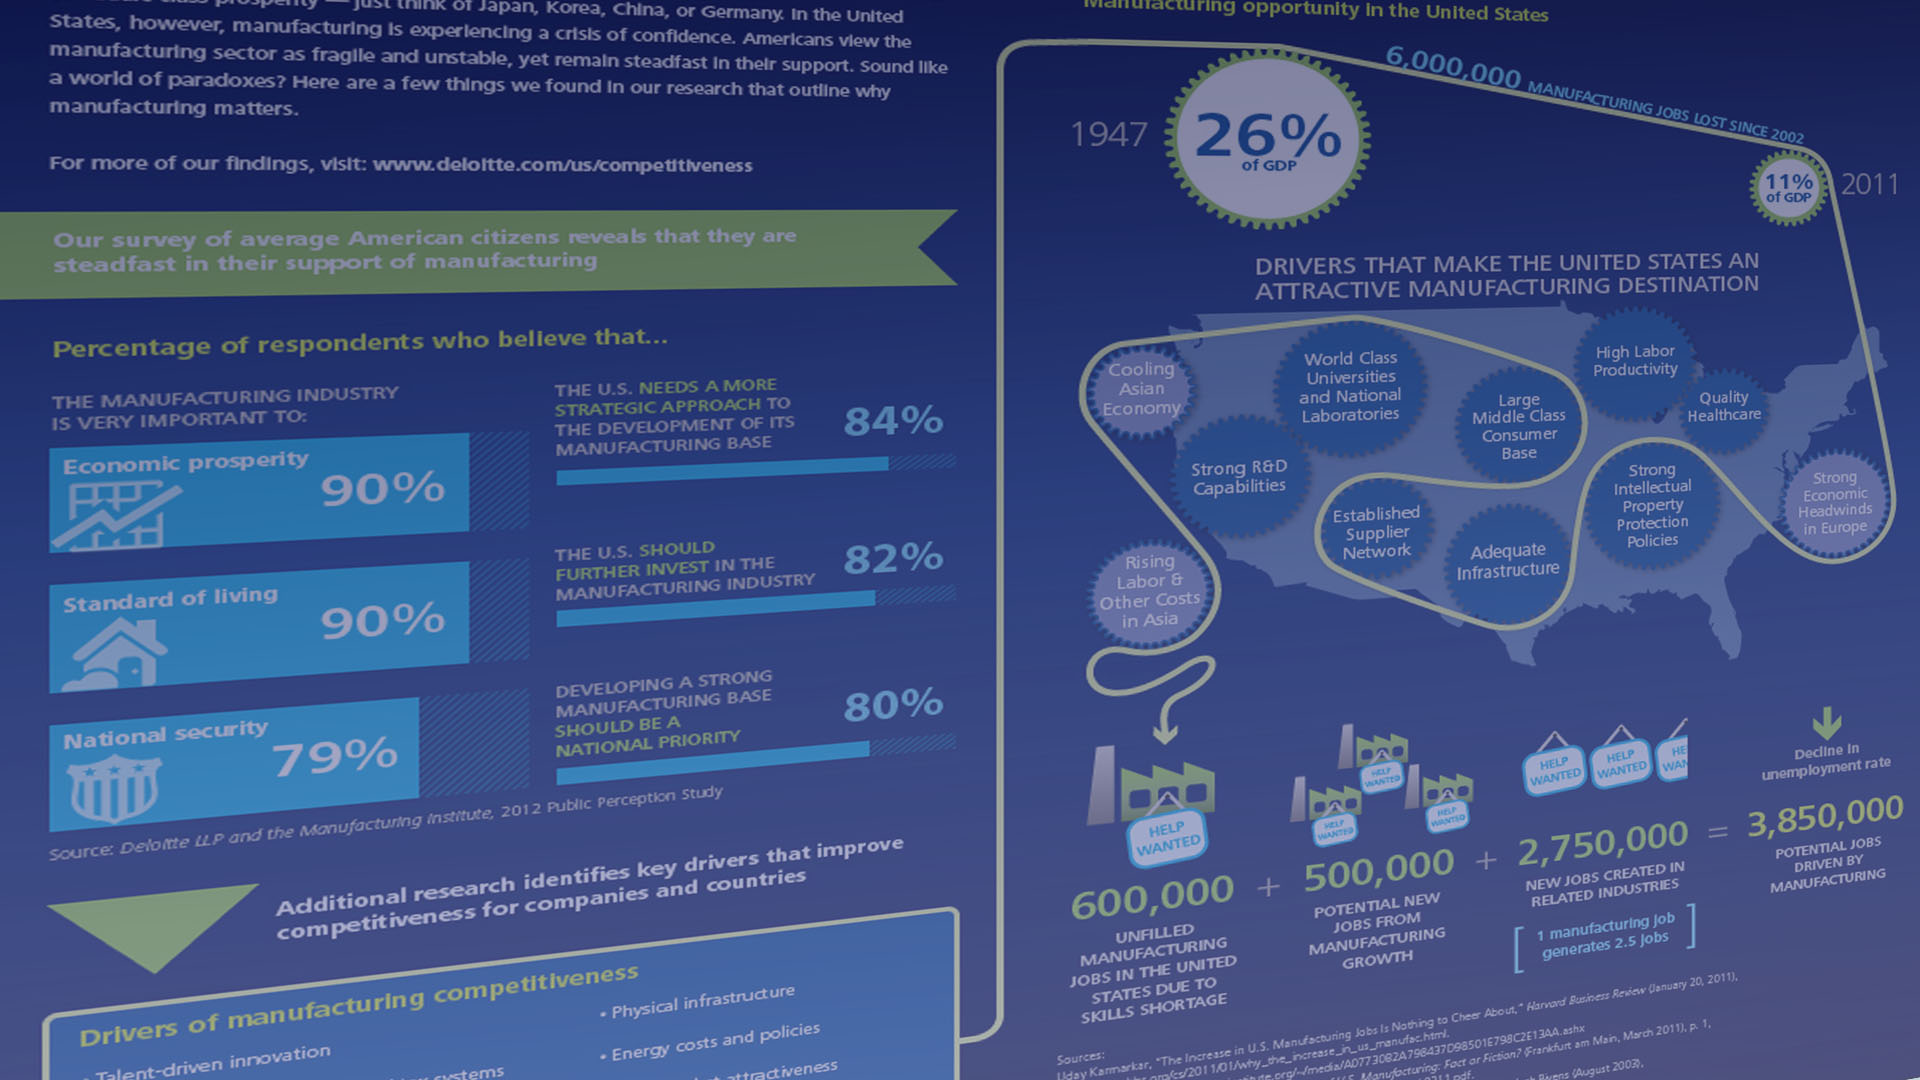 just think of Japan, Korea, China, or Germany. In the United
States, however, manufacturing is experiencing a crisis of confidence. Americans view the
manufacturing sector as fragile and unstable, yet remain steadfast in their support. Sound like
a world of paradoxes? Here are a few things we found in our research that outline why
manufacturing matters.
For more of our findings, visit: www.deloitte.com/us/competitiveness
Our survey of average American citizens reveals that they are
steadfast in their support of manufacturing
Percentage of respondents who believe that...
THE MANUFACTURING INDUSTRY
IS VERY IMPORTANT TO:
Economic prosperity
90%
Standard of living
90%
National security
79%
THE U.S. NEEDS A MORE
STRATEGIC APPROACH TO
THE DEVELOPMENT OF ITS
MANUFACTURING BASE
84%
THE U.S. SHOULD
FURTHER INVEST IN THE
MANUFACTURING INDUSTRY
82%
DEVELOPING A STRONG
MANUFACTURING BASE
SHOULD BE A
NATIONAL PRIORITY
80%
Source: Deloitte LLP and the Manufacturing Institute, 2012 Public Perception Study
Additional research identifies key drivers that improve
competitiveness for companies and countries
Drivers of manufacturing competitiveness
• Talent-driven innovation
systems
• Physical infrastructure
• Energy costs and policies
attractiveness
Manufacturing opportunity in the United States
6,000,000 MANUFACTURING JOBS LOST SINCE 2002
1947
26%
of GDP
11%
of GDP
2011
DRIVERS THAT MAKE THE UNITED STATES AN
ATTRACTIVE MANUFACTURING DESTINATION
Cooling
Asian
Economy
World Class
Universities
and National
Laboratories
Large
Middle Class
Consumer
Base
High Labor
Productivity
Quality
Healthcare
Strong R&D
Capabilities
Established
Supplier
Network
Adequate
Infrastructure
Strong
Intellectual
Property
Protection
Policies
Strong
Economic
Headwinds
in Europe
Rising
Labor &
Other Costs
in Asia
HELP
WANTED
HELP
WANTED
HELP
WANTED
HELP
WANTED
HELP
WANTED
HELP
WANTED
HE
WAN
Decline in
unemployment rate
600,000 + 500,000 + 2,750,000 = 3,850,000
UNFILLED
MANUFACTURING
JOBS IN THE UNITED
STATES DUE TO
SKILLS SHORTAGE
POTENTIAL NEW
JOBS FROM
MANUFACTURING
GROWTH
NEW JOBS CREATED IN
RELATED INDUSTRIES
[1 manufacturing job
generates 2.5 jobs]
POTENTIAL JOBS
DRIVEN BY
MANUFACTURING
Sources:
Uday Karmarkar, "The Increase in U.S. Manufacturing Jobs Is Nothing to Cheer About," Harvard Business Review (January 20, 2011),
Manufacturing: Fact or Fiction? (Frankfurt am Main, March 2011), p. 1,
Bivens (August 2003),